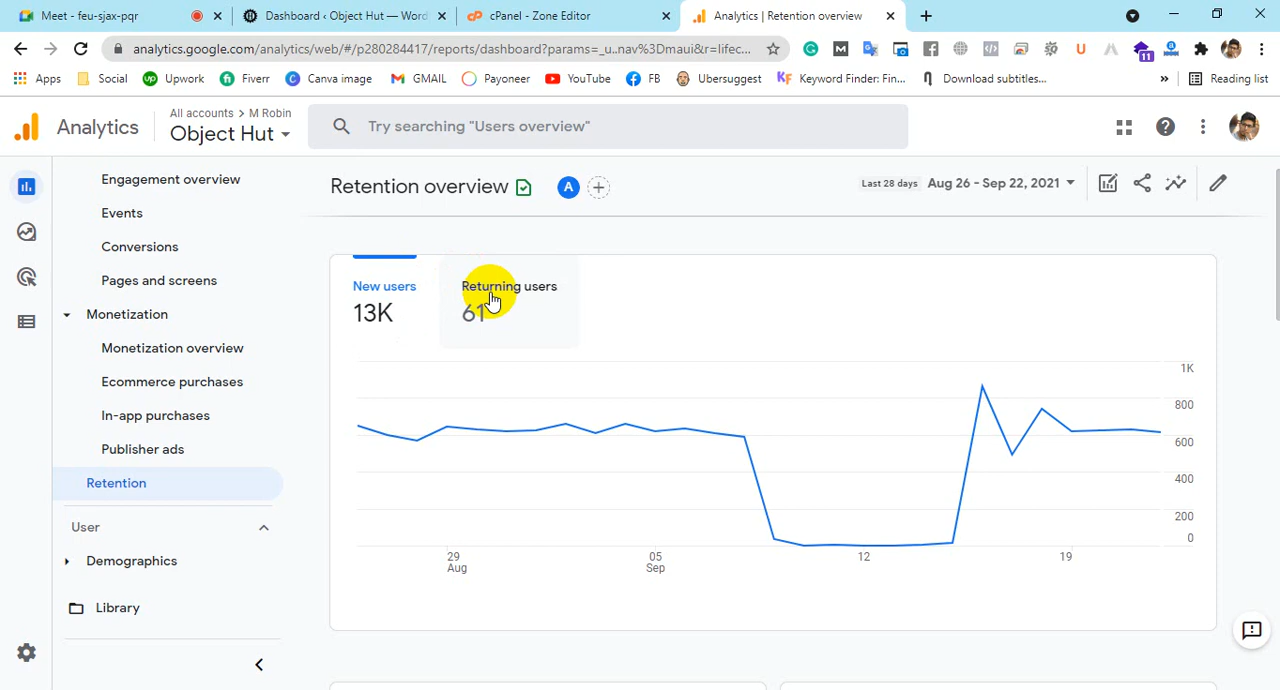 Meet - feu-sjax-pqr
Dashboard ‹ Object Hut — Word
cPanel - Zone Editor
Analytics | Retention overview
analytics.google.com/analytics/web/#/p280284417/reports/dashboard?params=_u..nav%3Dmaui&r=lifec...
11
Apps
Social
Upwork
Fiverr
Canva image
GMAIL
Payoneer
YouTube
FB
Ubersuggest
Keyword Finder: Fin...
Download subtitles...
»
Reading list
Analytics
All accounts > M Robin
Object Hut
Try searching "Users overview"
Engagement overview
Events
Conversions
Pages and screens
Monetization
Monetization overview
Ecommerce purchases
In-app purchases
Publisher ads
Retention
User
Demographics
Library
Retention overview
A
Last 28 days Aug 26 - Sep 22, 2021
New users
13K
Returning users
61
1K
800
600
400
200
0
29
Aug
05
Sep
12
19